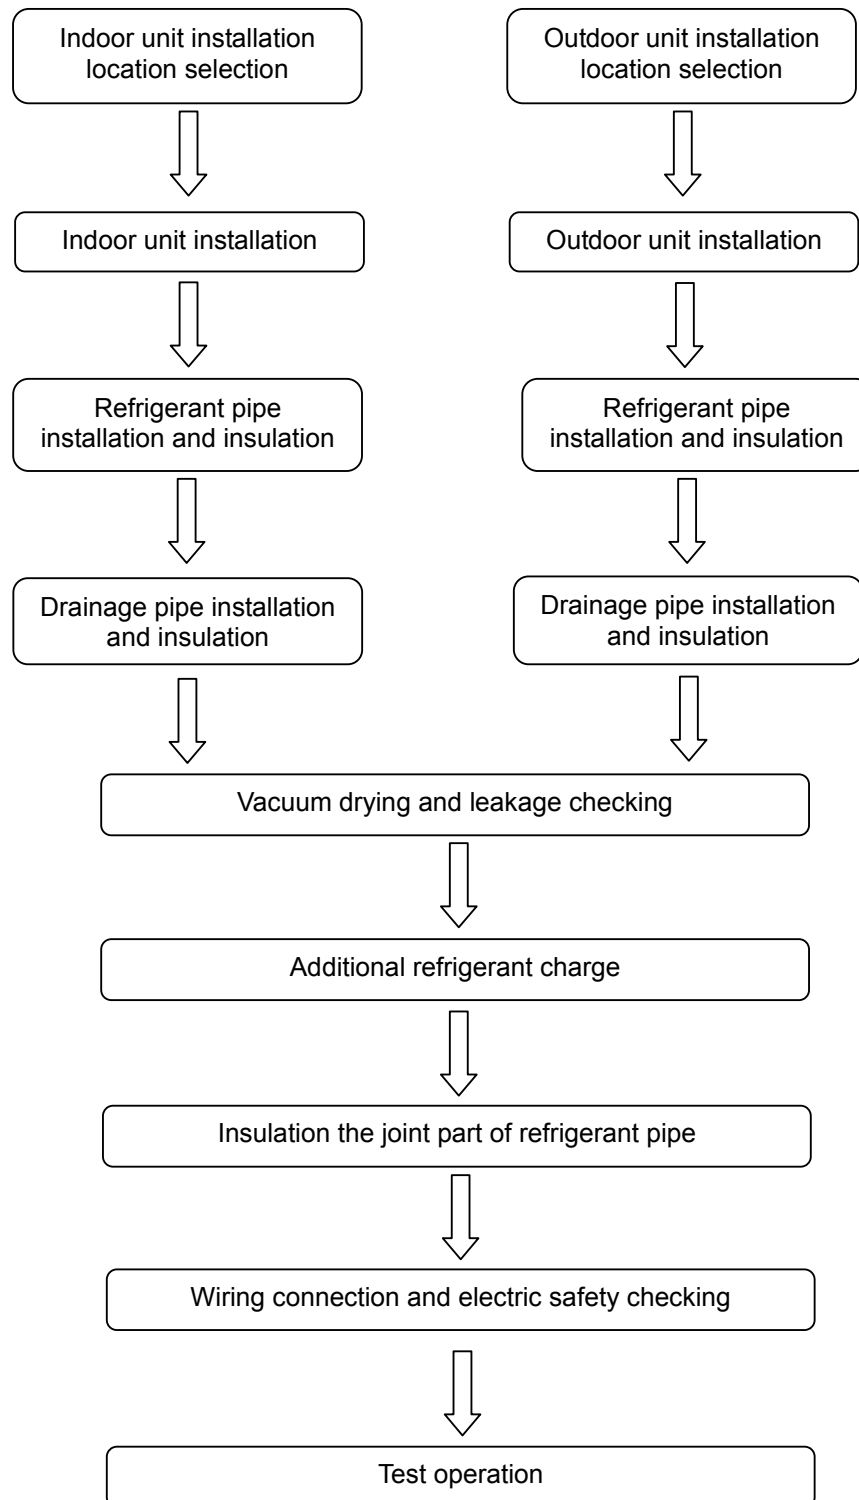 Indoor unit installation
location selection
Outdoor unit installation
location selection
Indoor unit installation
Outdoor unit installation
Refrigerant pipe
installation and insulation
Refrigerant pipe
installation and insulation
Drainage pipe installation
and insulation
Drainage pipe installation
and insulation
Vacuum drying and leakage checking
Additional refrigerant charge
Insulation the joint part of refrigerant pipe
Wiring connection and electric safety checking
Test operation